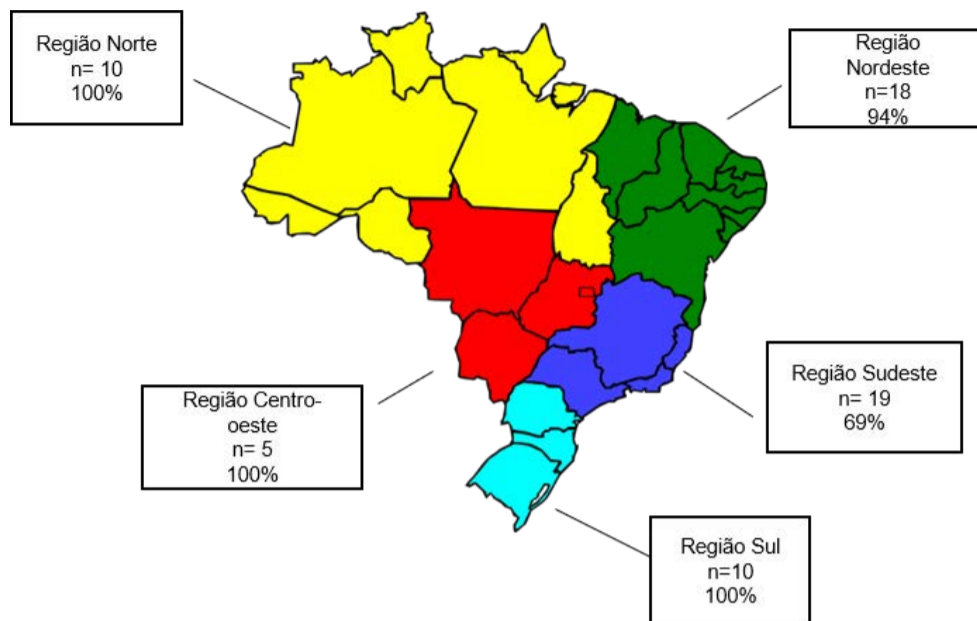 Região Norte
n= 10
100%
Região
Nordeste
n=18
94%
Região Sudeste
n= 19
69%
Região Centro-
oeste
n= 5
100%
Região Sul
n=10
100%